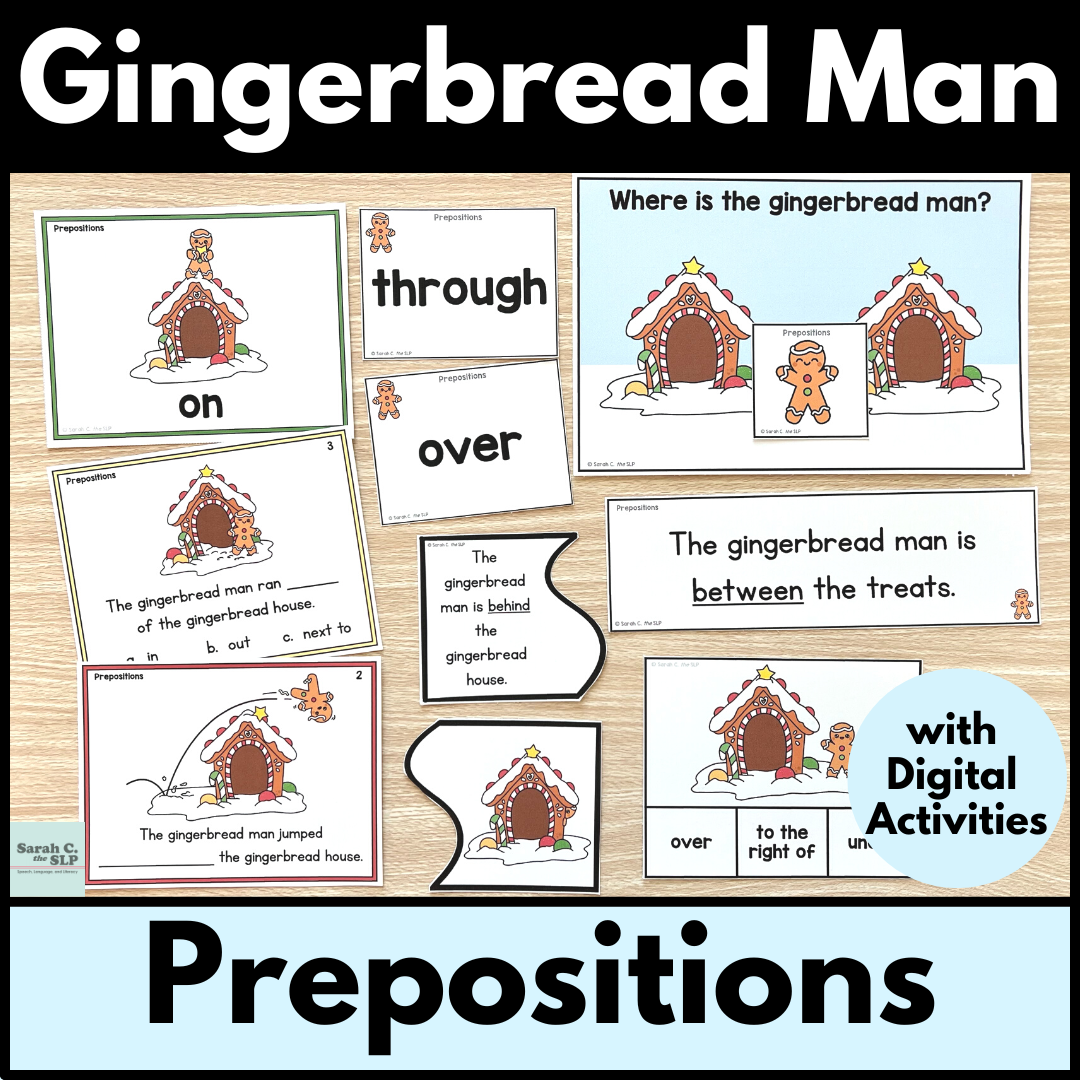 Gingerbread Man
Prepositions
on
© Sarah C. the SLP
Prepositions
through
© Sarah C. the SLP
Where is the gingerbread man?
Prepositions
© Sarah C. the SLP
© Sarah C. the SLP
Prepositions
over
© Sarah C. the SLP
3
Prepositions
The gingerbread man ran ______
of the gingerbread house.
a. in b. out c. next to
© Sarah C. the SLP
The
gingerbread
man is behind
the
gingerbread
house.
Prepositions
The gingerbread man is
between the treats.
© Sarah C. the SLP
Prepositions
2
The gingerbread man jumped
____________ the gingerbread house.
© Sarah C. the SLP
over
to the
right of
with
Digital
Activities
Sarah C.
the SLP
Speech, Language, and Literacy
Prepositions